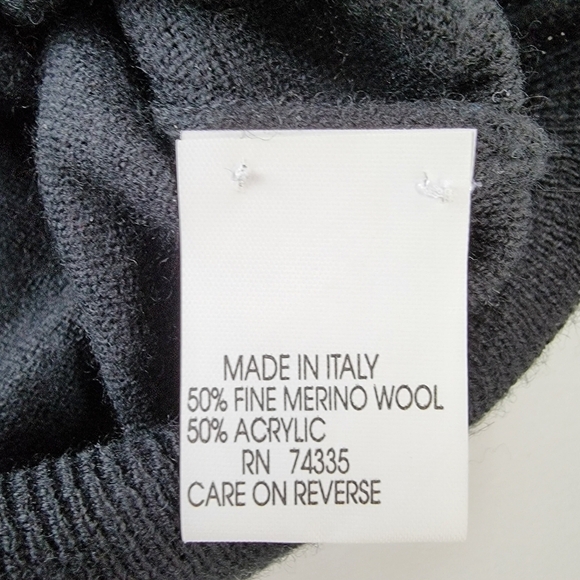 MADE IN ITALY
50% FINE MERINO WOOL
50% ACRYLIC
RN 74335
CARE ON REVERSE